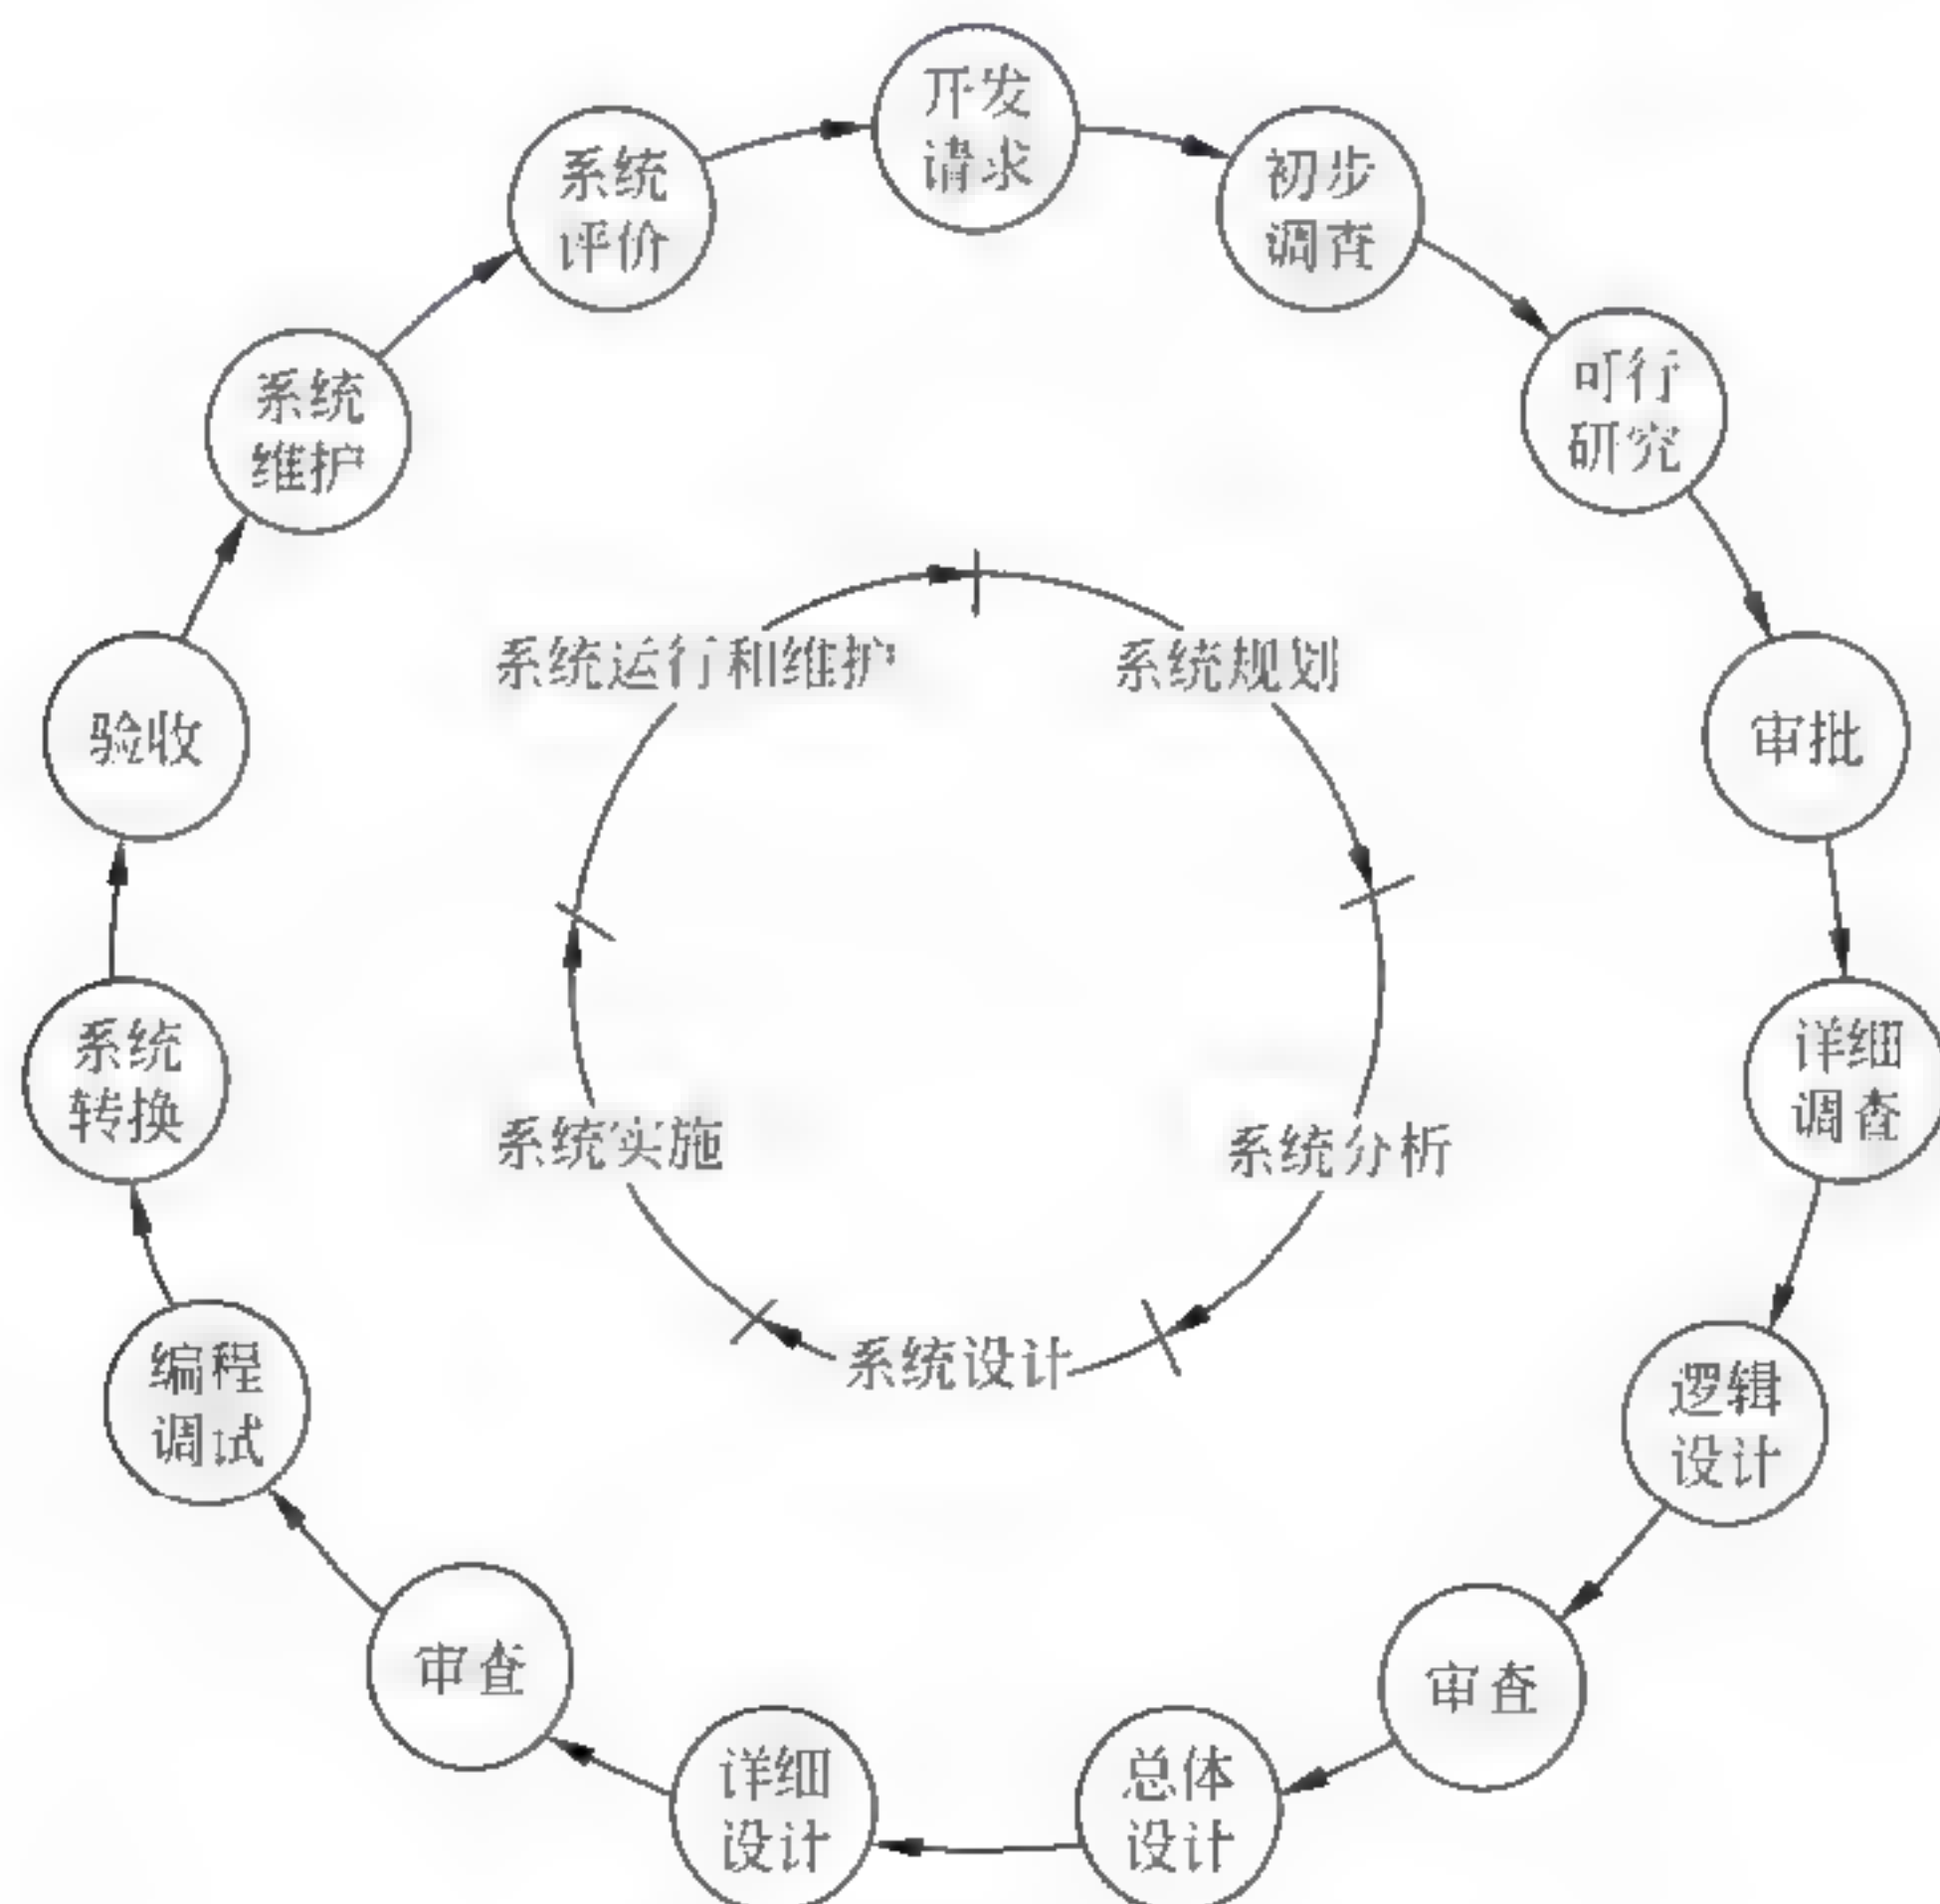 开发
请求
初步
调查
可行
研究
审批
详细
调查
逻辑
设计
审查
总体
设计
详细
设计
审查
编程
调试
系统
转换
验收
系统
维护
系统
评价
系统规划
系统分析
系统设计
系统实施
系统运行和维护